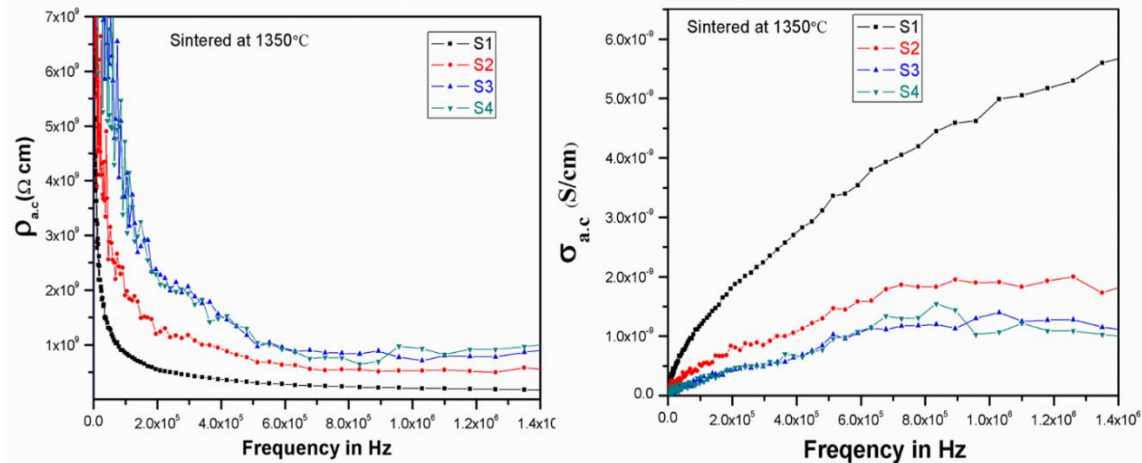 7x10⁹
6x10⁹
5x10⁹
4x10⁹
3x10⁹
2x10⁹
1x10⁹
ρa.c(Ω cm)
Sintered at 1350°C
S1
S2
S3
S4
0.0 2.0x10⁵ 4.0x10⁵ 6.0x10⁵ 8.0x10⁵ 1.0x10⁶ 1.2x10⁶ 1.4x10
Frequency in Hz
6.0x10⁻⁹
5.0x10⁻⁹
4.0x10⁻⁹
3.0x10⁻⁹
2.0x10⁻⁹
1.0x10⁻⁹
0.0
σa.c (S/cm)
Sintered at 1350°C
S1
S2
S3
S4
0.0 2.0x10⁵ 4.0x10⁵ 6.0x10⁵ 8.0x10⁵ 1.0x10⁶ 1.2x10⁶ 1.4x10
Freqency in Hz